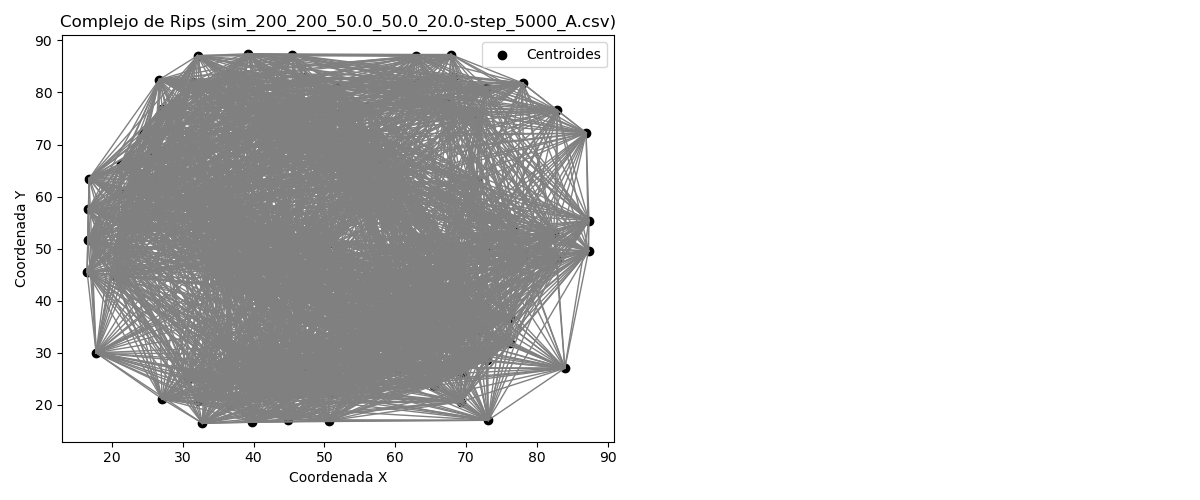 Complejo de Rips (sim_200_200_50.0_50.0_20.0-step_5000_A.csv)
Centroides
90
80
70
60
50
40
30
20
Coordenada Y
20 30 40 50 60 70 80 90
Coordenada X